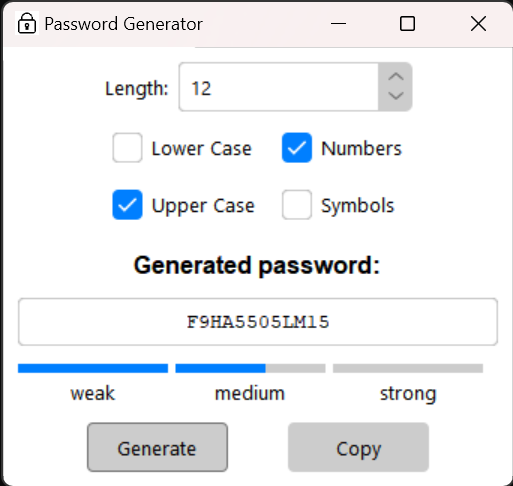 Password Generator
Length: 12
Lower Case Numbers
Upper Case Symbols
Generated password:
F9HA5505LM15
weak medium strong
Generate Copy